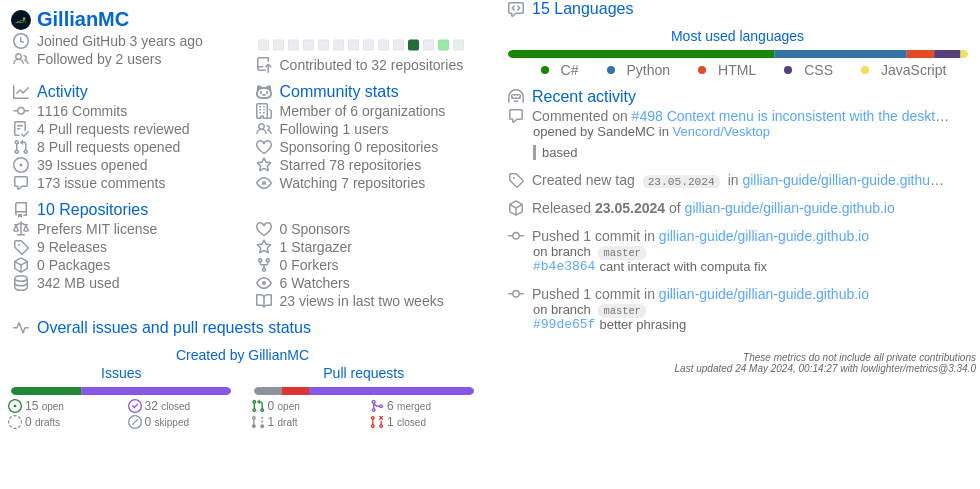 GillianMC
Joined GitHub 3 years ago
Followed by 2 users
Contributed to 32 repositories
Activity
1116 Commits
4 Pull requests reviewed
8 Pull requests opened
39 Issues opened
173 issue comments
Community stats
Member of 6 organizations
Following 1 users
Sponsoring 0 repositories
Starred 78 repositories
Watching 7 repositories
10 Repositories
Prefers MIT license
9 Releases
0 Packages
342 MB used
0 Sponsors
1 Stargazer
0 Forkers
6 Watchers
23 views in last two weeks
Overall issues and pull requests status
Created by GillianMC
Issues
15 open
32 closed
0 drafts
0 skipped
Pull requests
0 open
6 merged
1 draft
1 closed
15 Languages
Most used languages
C# Python HTML CSS JavaScript
Recent activity
Commented on #498 Context menu is inconsistent with the deskt…
opened by SandeMC in Vencord/Vesktop
based
Created new tag 23.05.2024 in gillian-guide/gillian-guide.githu…
Released 23.05.2024 of gillian-guide/gillian-guide.github.io
Pushed 1 commit in gillian-guide/gillian-guide.github.io
on branch master
#b4e3864 cant interact with computa fix
Pushed 1 commit in gillian-guide/gillian-guide.github.io
on branch master
#99de65f better phrasing
These metrics do not include all private contributions
Last updated 24 May 2024, 00:14:27 with lowlighter/metrics@3.34.0